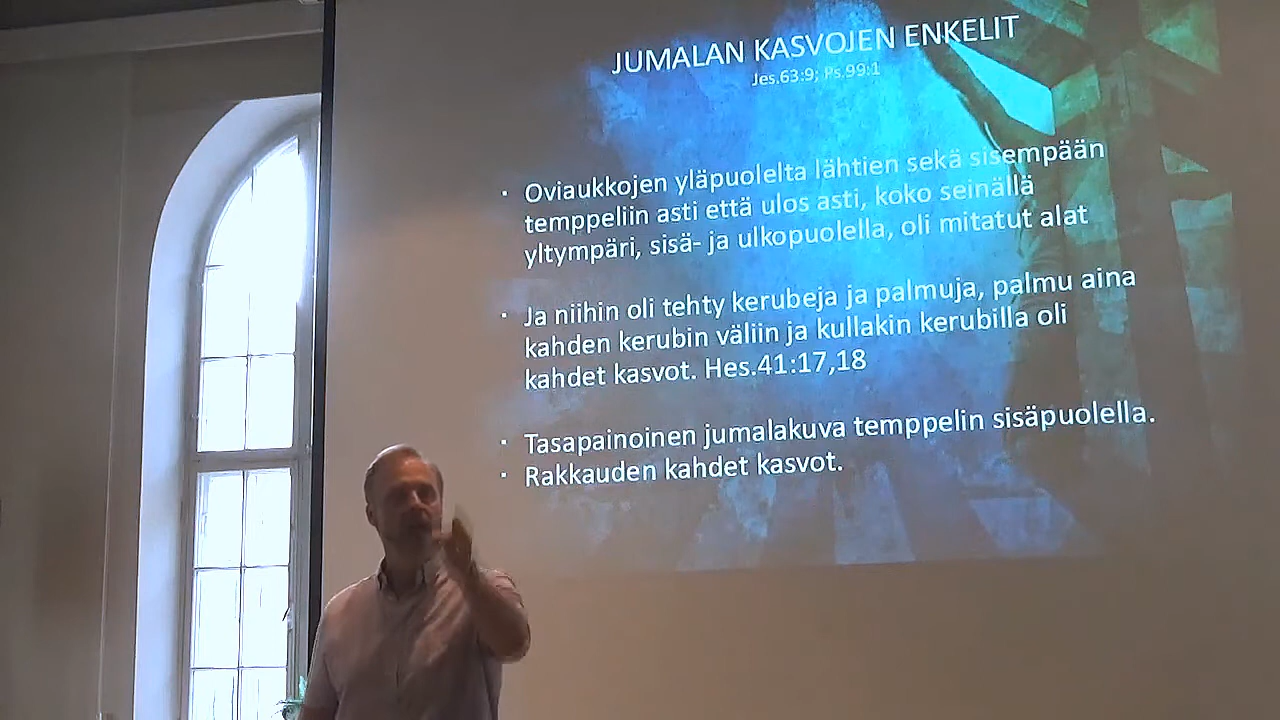 JUMALAN KASVOJEN ENKELIT
Jes.63:9; Ps.99:1
· Oviaukkojen yläpuolelta lähtien sekä sisempään
temppeliin asti että ulos asti, koko seinällä
yltympäri, sisä- ja ulkopuolella, oli mitatut alat
· Ja niihin oli tehty kerubeja ja palmuja, palmu aina
kahden kerubin väliin ja kullakin kerubilla oli
kahdet kasvot. Hes.41:17,18
· Tasapainoinen jumalakuva temppelin sisäpuolella.
· Rakkauden kahdet kasvot.